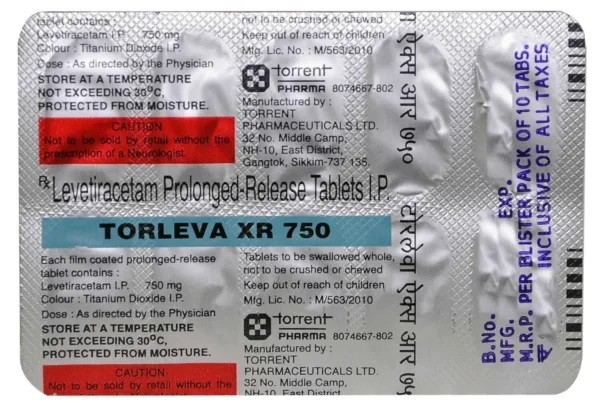 tablet contains :
Levetiracetam I.P. 750 mg
Colour : Titanium Dioxide I.P.
Dose : As directed by the Physician
STORE AT A TEMPERATURE
NOT EXCEEDING 30°C,
PROTECTED FROM MOISTURE.
CAUTION
Not to be sold by retail without the
prescription of a Neurologist.
not to be crushed or chewed
Keep out of reach of children
Mfg. Lic. No. : M/563/2010
torrent
PHARMA 8074667-802
Manufactured by :
TORRENT
PHARMACEUTICALS LTD.
32 No. Middle Camp,
NH-10, East District,
Gangtok, Sikkim-737 135.
Rx Levetiracetam Prolonged-Release Tablets I.P.
TORLEVA XR 750
Each film coated prolonged-release
tablet contains :
Levetiracetam I.P. 750 mg
Colour : Titanium Dioxide I.P.
Dose : As directed by the Physician
STORE AT A TEMPERATURE
NOT EXCEEDING 30°C,
PROTECTED FROM MOISTURE.
CAUTION
Not to be sold by retail without the
Tablets to be swallowed whole,
not to be crushed or chewed
Keep out of reach of children
Mfg. Lic. No. : M/563/2010
torrent
PHARMA 8074667-802
Manufactured by :
TORRENT
PHARMACEUTICALS LTD.
32 No. Middle Camp,
NH-10, East District
एक्स आर ७५०
टॉरलेवा एक्स आर ७५
B.No.
MFG. EXP.
M.R.P. PER BLISTER PACK OF 10 TABS.
₹ INCLUSIVE OF ALL TAXES